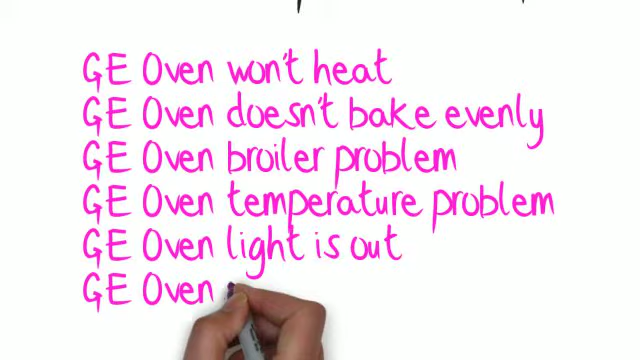 GE Oven won't heat
GE Oven doesn't bake evenly
GE Oven broiler problem
GE Oven temperature problem
GE Oven light is out
GE Oven